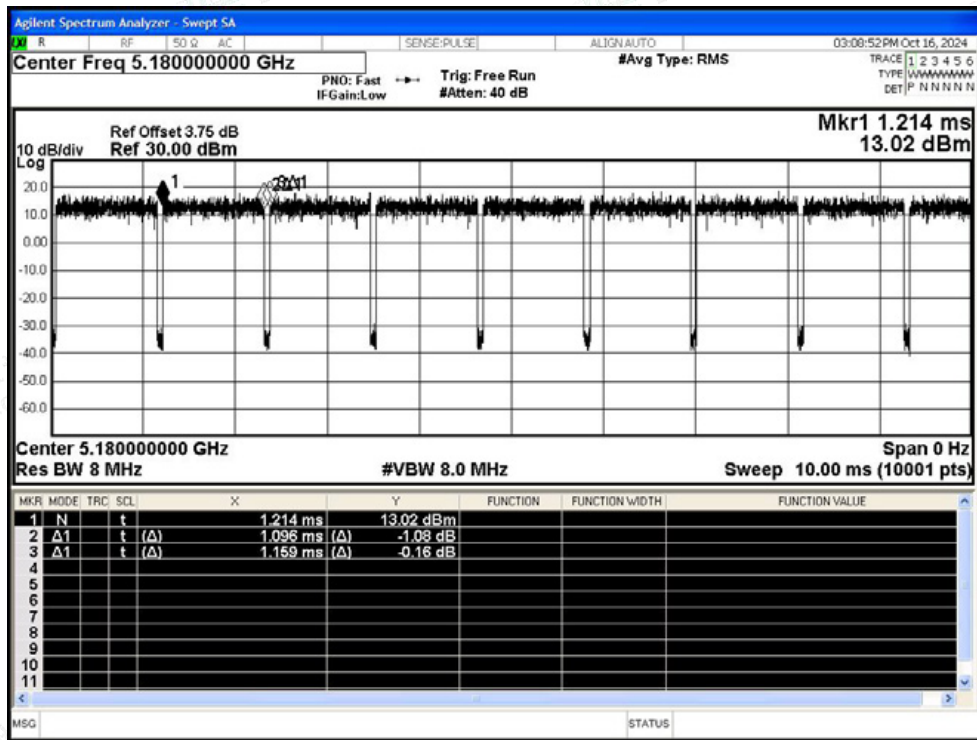 Agilent Spectrum Analyzer - Swept SA
R RF 50 Ω AC SENSE:PULSE ALIGNAUTO 03:08:52 PM Oct 16, 2024
Center Freq 5.180000000 GHz #Avg Type: RMS TRACE 1 2 3 4 5 6
PNO: Fast Trig: Free Run TYPE WWWWWW
IFGain:Low #Atten: 40 dB DET P N N N N N
Ref Offset 3.75 dB Mkr1 1.214 ms
10 dB/div Ref 30.00 dBm 13.02 dBm
Log
20.0
10.0
0.00
-10.0
-20.0
-30.0
-40.0
-50.0
-60.0
1
Center 5.180000000 GHz Span 0 Hz
Res BW 8 MHz #VBW 8.0 MHz Sweep 10.00 ms (10001 pts)
MKR MODE TRC SCL X Y FUNCTION FUNCTION WIDTH FUNCTION VALUE
1 N t 1.214 ms 13.02 dBm
2 Δ1 t (Δ) 1.096 ms (Δ) -1.08 dB
3 Δ1 t (Δ) 1.159 ms (Δ) -0.16 dB
4
5
6
7
8
9
10
11
MSG STATUS